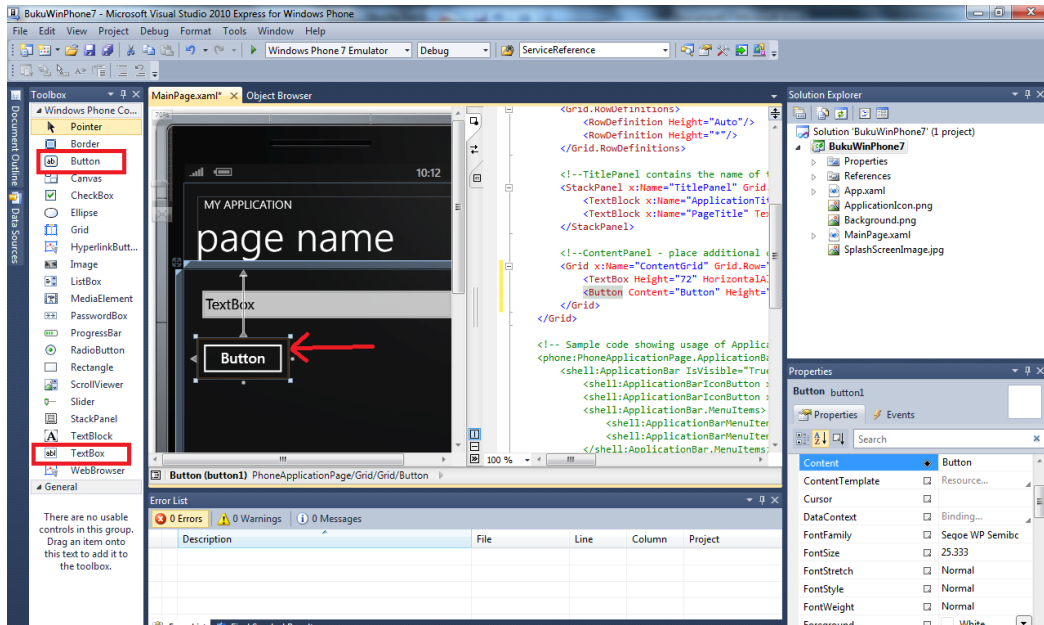 BukuWinPhone7 - Microsoft Visual Studio 2010 Express for Windows Phone
File Edit View Project Debug Format Tools Window Help
Windows Phone 7 Emulator Debug ServiceReference
Document Outline
Data Sources
Toolbox
Windows Phone Co...
Pointer
Border
Button
Canvas
CheckBox
Ellipse
Grid
HyperlinkButt...
Image
ListBox
MediaElement
PasswordBox
ProgressBar
RadioButton
Rectangle
ScrollViewer
Slider
StackPanel
TextBlock
TextBox
WebBrowser
General
There are no usable
controls in this group.
Drag an item onto
this text to add it to
the toolbox.
MainPage.xaml* Object Browser
70%
10:12
MY APPLICATION
page name
TextBox
Button
<Grid.RowDefinitions>
<RowDefinition Height="Auto"/>
<RowDefinition Height="*"/>
</Grid.RowDefinitions>
<!--TitlePanel contains the name of
<StackPanel x:Name="TitlePanel" Grid.
<TextBlock x:Name="ApplicationTit
<TextBlock x:Name="PageTitle" Te
</StackPanel>
<!--ContentPanel - place additional
<Grid x:Name="ContentGrid" Grid.Row="
<TextBox Height="72" HorizontalA
<Button Content="Button" Height="
</Grid>
</Grid>
<!-- Sample code showing usage of Applica
<phone:PhoneApplicationPage.ApplicationBa
<shell:ApplicationBar IsVisible="True
<shell:ApplicationBarIconButton
<shell:ApplicationBarIconButton
<shell:ApplicationBar.MenuItems>
<shell:ApplicationBarMenuIte
<shell:ApplicationBarMenuIte
</shell:ApplicationBar.MenuItems
100 %
Button (button1) PhoneApplicationPage/Grid/Grid/Button
Error List
0 Errors 0 Warnings 0 Messages
Description File Line Column Project
Solution Explorer
Solution 'BukuWinPhone7' (1 project)
BukuWinPhone7
Properties
References
App.xaml
ApplicationIcon.png
Background.png
MainPage.xaml
SplashScreenImage.jpg
Properties
Button button1
Properties Events
Search
Content Button
ContentTemplate Resource...
Cursor
DataContext Binding...
FontFamily Segoe WP Semibc
FontSize 25.333
FontStretch Normal
FontStyle Normal
FontWeight Normal
Foreground White